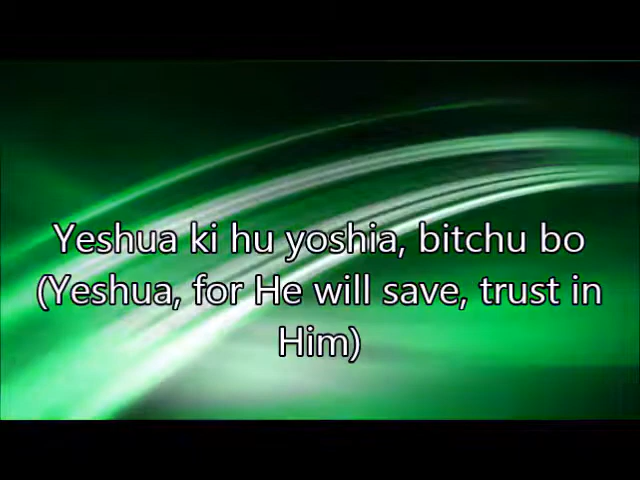 Yeshua ki hu yoshia, bitchu bo
(Yeshua, for He will save, trust in
Him)